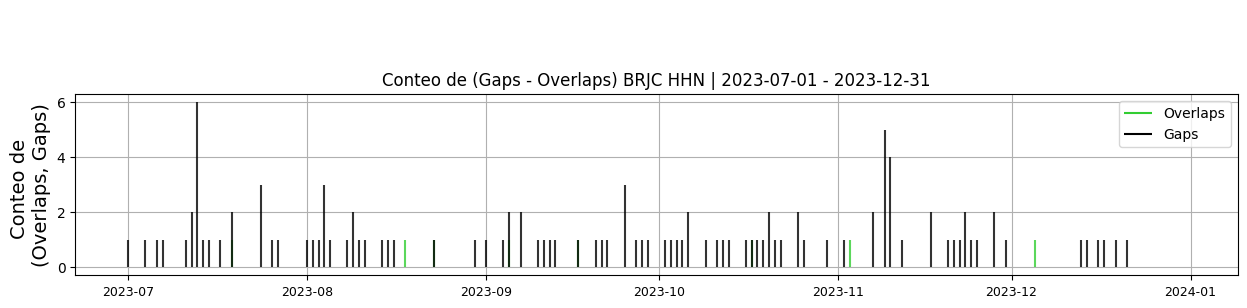 Conteo de (Gaps - Overlaps) BRJC HHN | 2023-07-01 - 2023-12-31
Conteo de
(Overlaps, Gaps)
6
4
2
0
Overlaps
Gaps
2023-07
2023-08
2023-09
2023-10
2023-11
2023-12
2024-01